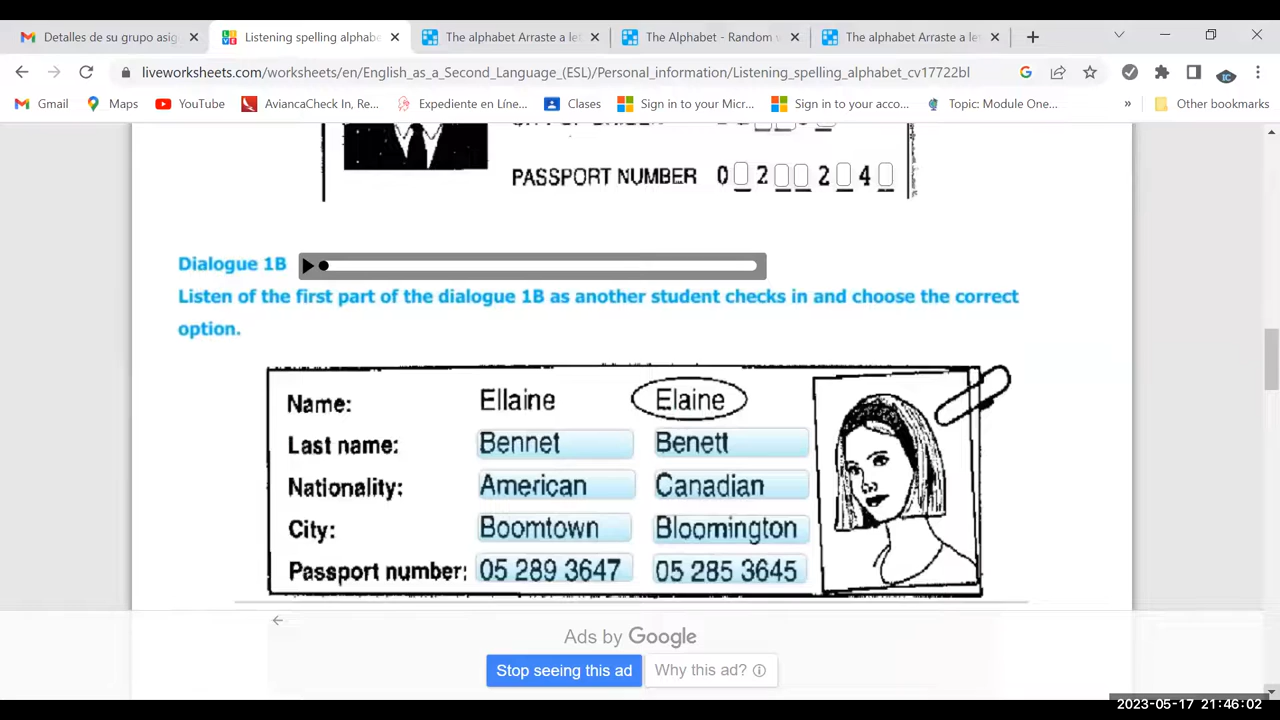 Detalles de su grupo asig
Listening spelling alphabe
The alphabet Arraste a let
The Alphabet - Random w
The alphabet Arraste a let
liveworksheets.com/worksheet/en/English_as_a_Second_Language_(ESL)/Personal_information/Listening_spelling_alphabet_cv17722bl
Gmail
Maps
YouTube
AviancaCheck In, Re...
Expediente en Líne...
Clases
Sign in to your Micr...
Sign in to your acco...
Topic: Module One...
»
Other bookmarks
PASSPORT NUMBER 0 2 2 4
Dialogue 1B
Listen of the first part of the dialogue 1B as another student checks in and choose the correct
option.
Name: Ellaine Elaine
Last name: Bennet Benett
Nationality: American Canadian
City: Boomtown Bloomington
Passport number: 05 289 3647 05 285 3645
Ads by Google
Stop seeing this ad
Why this ad?
2023-05-17 21:46:02